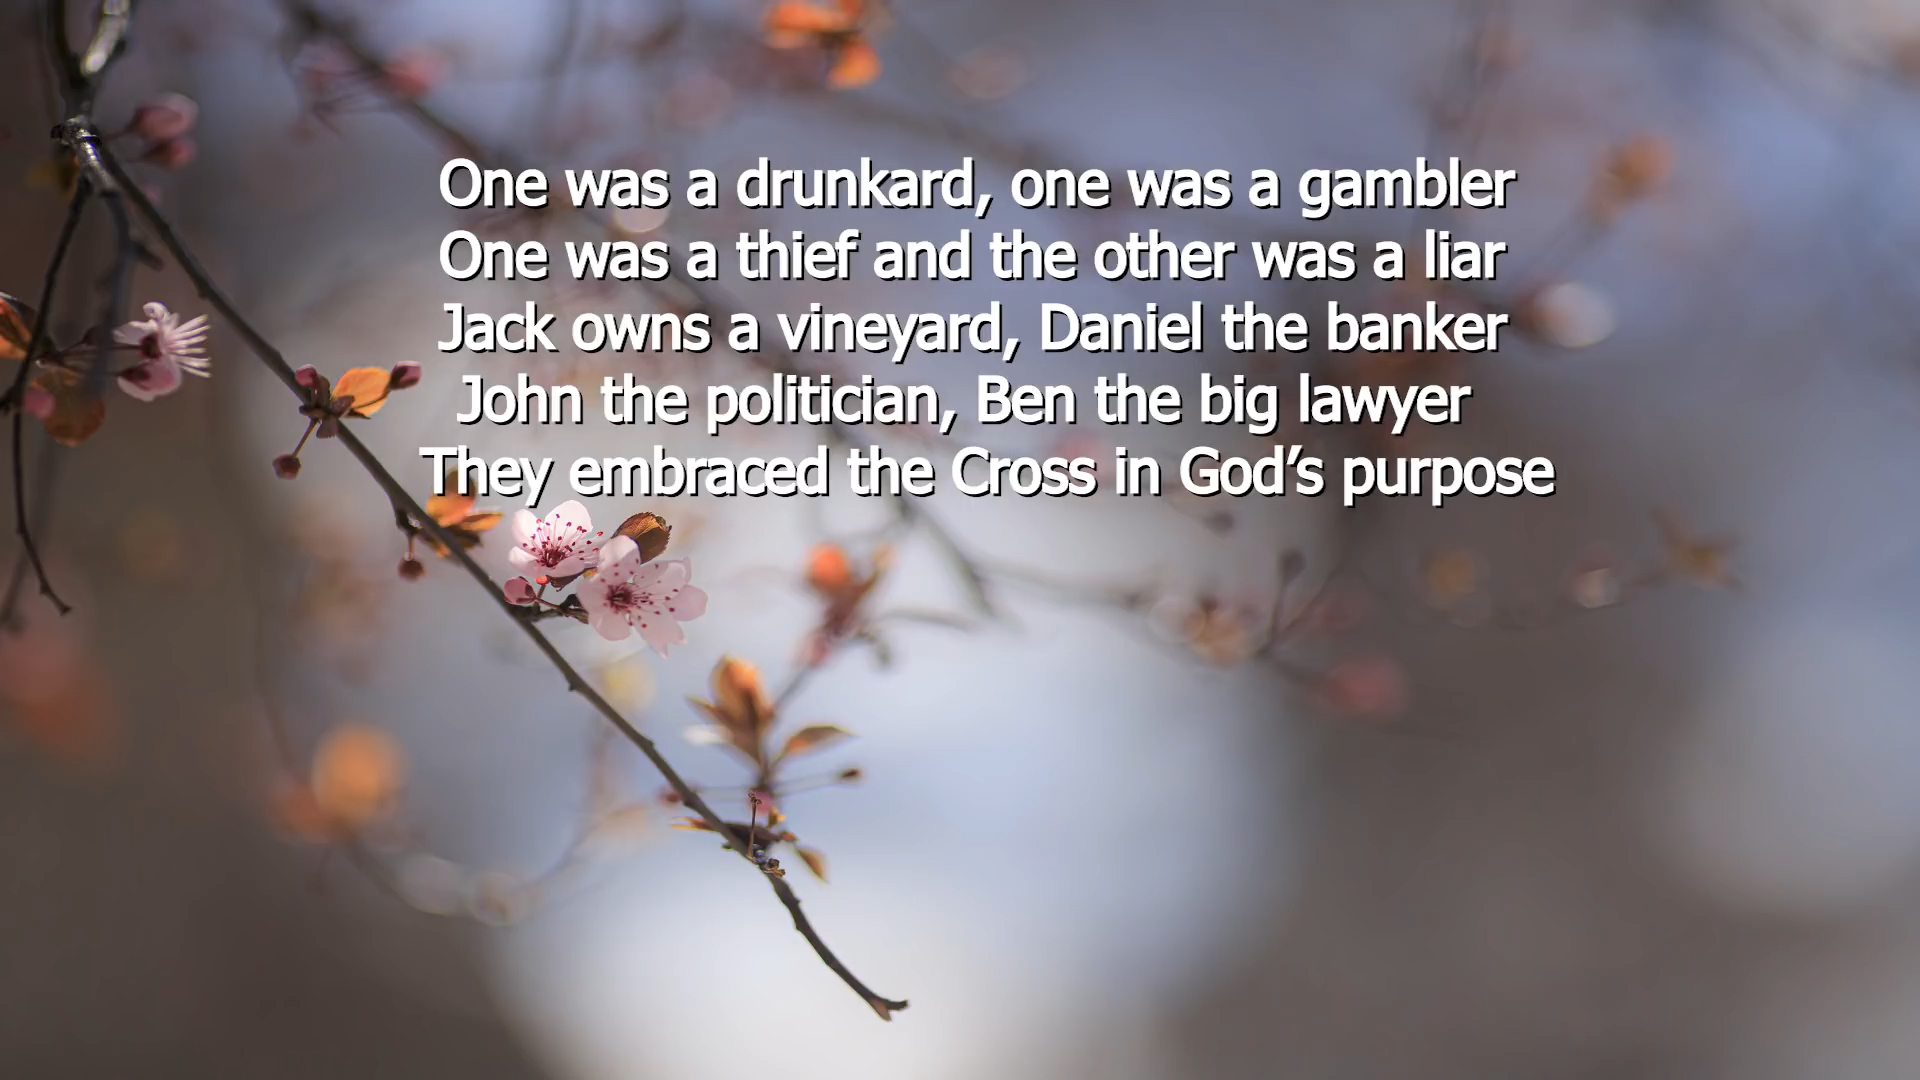 One was a drunkard, one was a gambler
One was a thief and the other was a liar
Jack owns a vineyard, Daniel the banker
John the politician, Ben the big lawyer
They embraced the Cross in God’s purpose